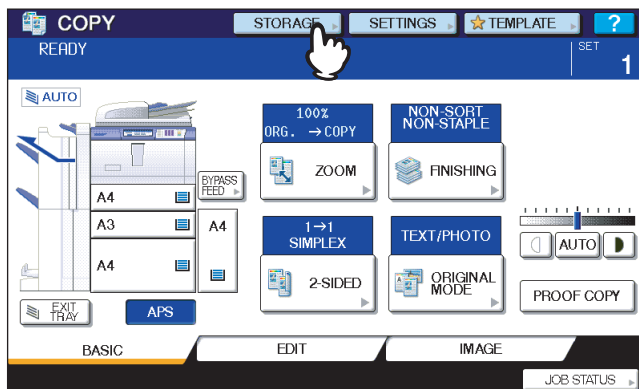 COPY
STORAGE
SETTINGS
TEMPLATE
?
READY
SET
1
AUTO
100%
ORG. → COPY
ZOOM
NON-SORT
NON-STAPLE
FINISHING
BYPASS
FEED
A4
A3
A4
A4
1→1
SIMPLEX
2-SIDED
TEXT/PHOTO
ORIGINAL
MODE
AUTO
PROOF COPY
EXIT
TRAY
APS
BASIC
EDIT
IMAGE
JOB STATUS